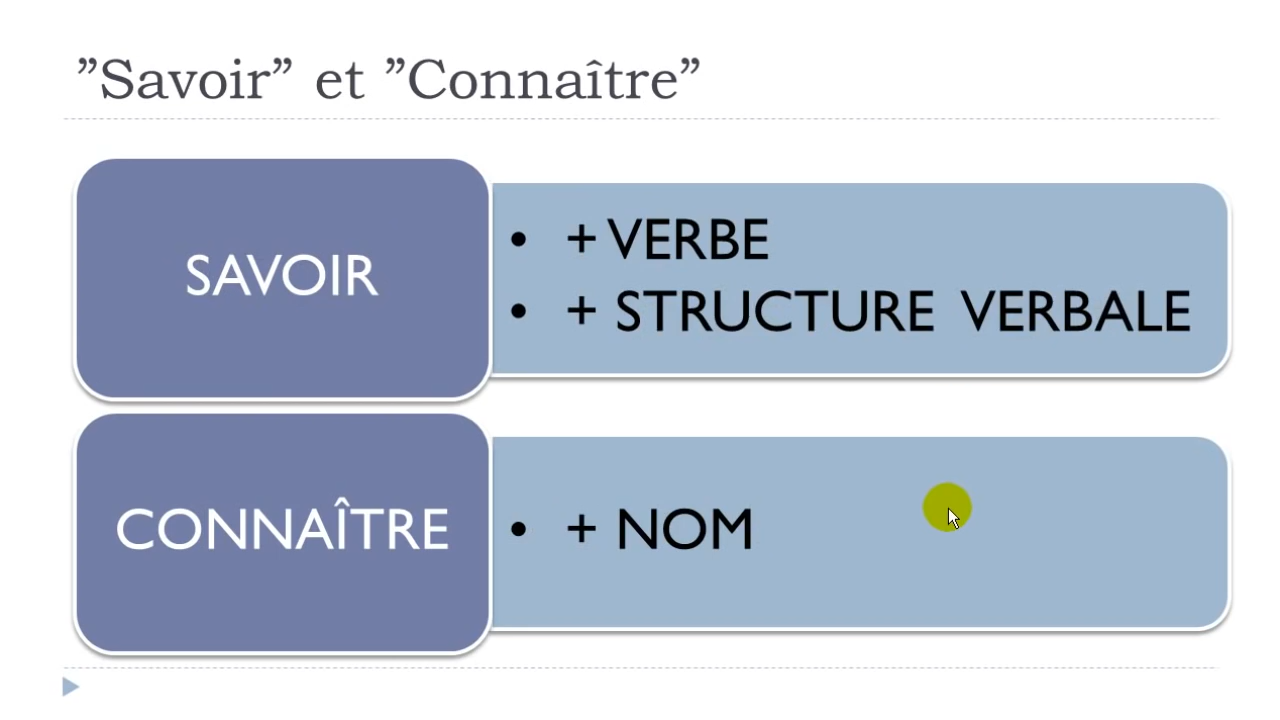 ”Savoir” et ”Connaître”
SAVOIR
• + VERBE
• + STRUCTURE VERBALE
CONNAÎTRE
• + NOM